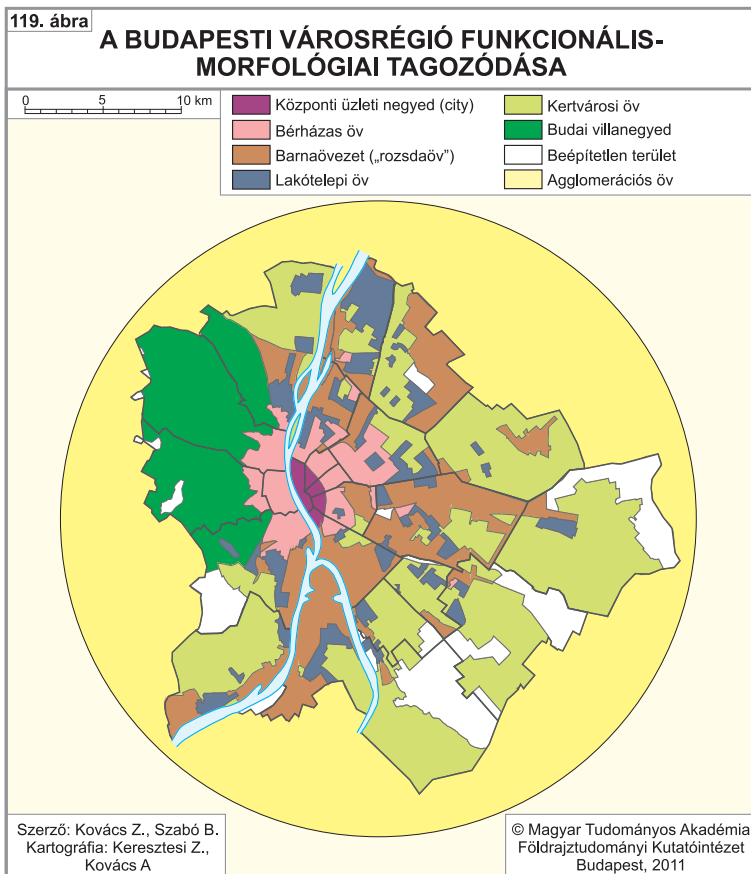 119. ábra
A BUDAPESTI VÁROSRÉGIÓ FUNKCIONÁLIS-
MORFOLÓGIAI TAGOZÓDÁSA
0 5 10 km
Központi üzleti negyed (city)
Bérházas öv
Barnaövezet („rozsdaöv”)
Lakótelepi öv
Kertvárosi öv
Budai villanegyed
Beépítetlen terület
Agglomerációs öv
Szerző: Kovács Z., Szabó B.
Kartográfia: Keresztesi Z.,
Kovács A
© Magyar Tudományos Akadémia
Földrajztudományi Kutatóintézet
Budapest, 2011